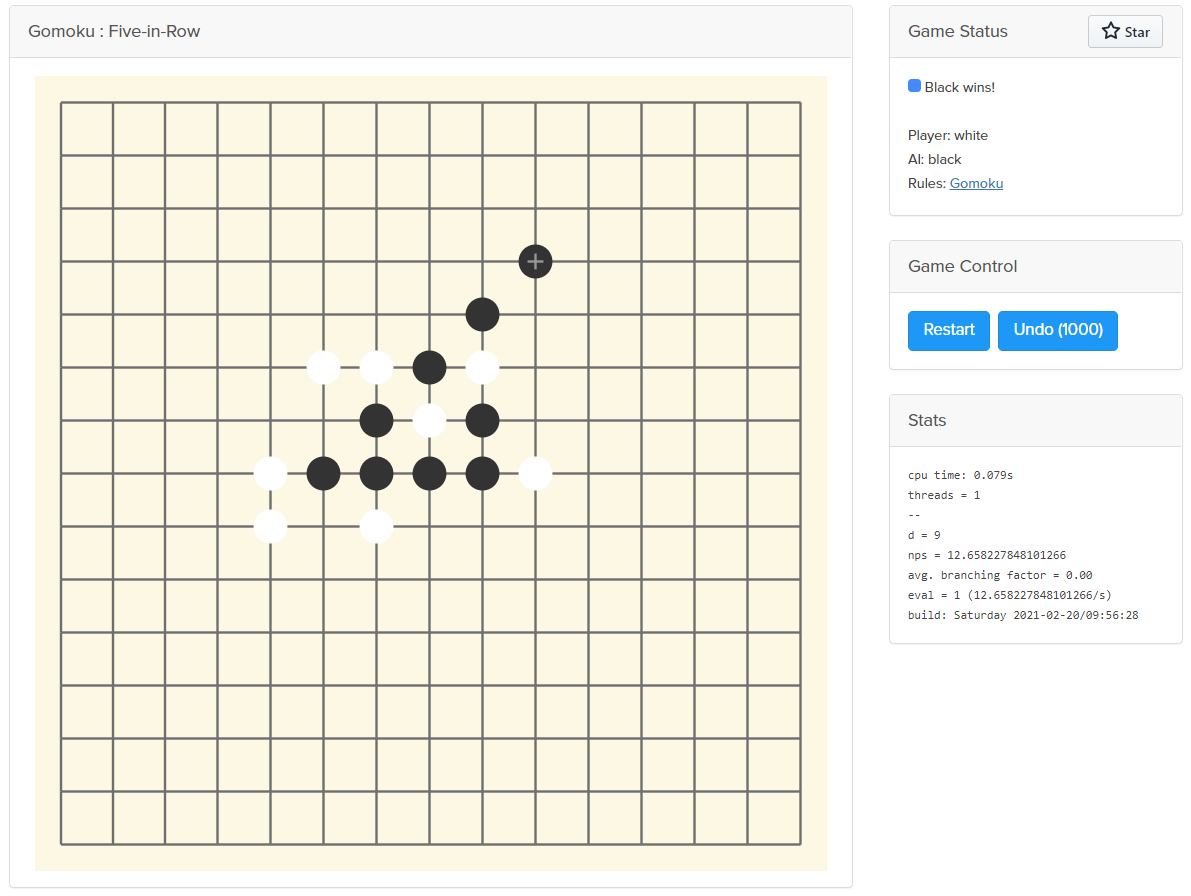 Gomoku : Five-in-Row
Game Status
Star
Black wins!
Player: white
AI: black
Rules: Gomoku
Game Control
Restart
Undo (1000)
Stats
cpu time: 0.079s
threads = 1
--
d = 9
nps = 12.658227848101266
avg. branching factor = 0.00
eval = 1 (12.658227848101266/s)
build: Saturday 2021-02-20/09:56:28